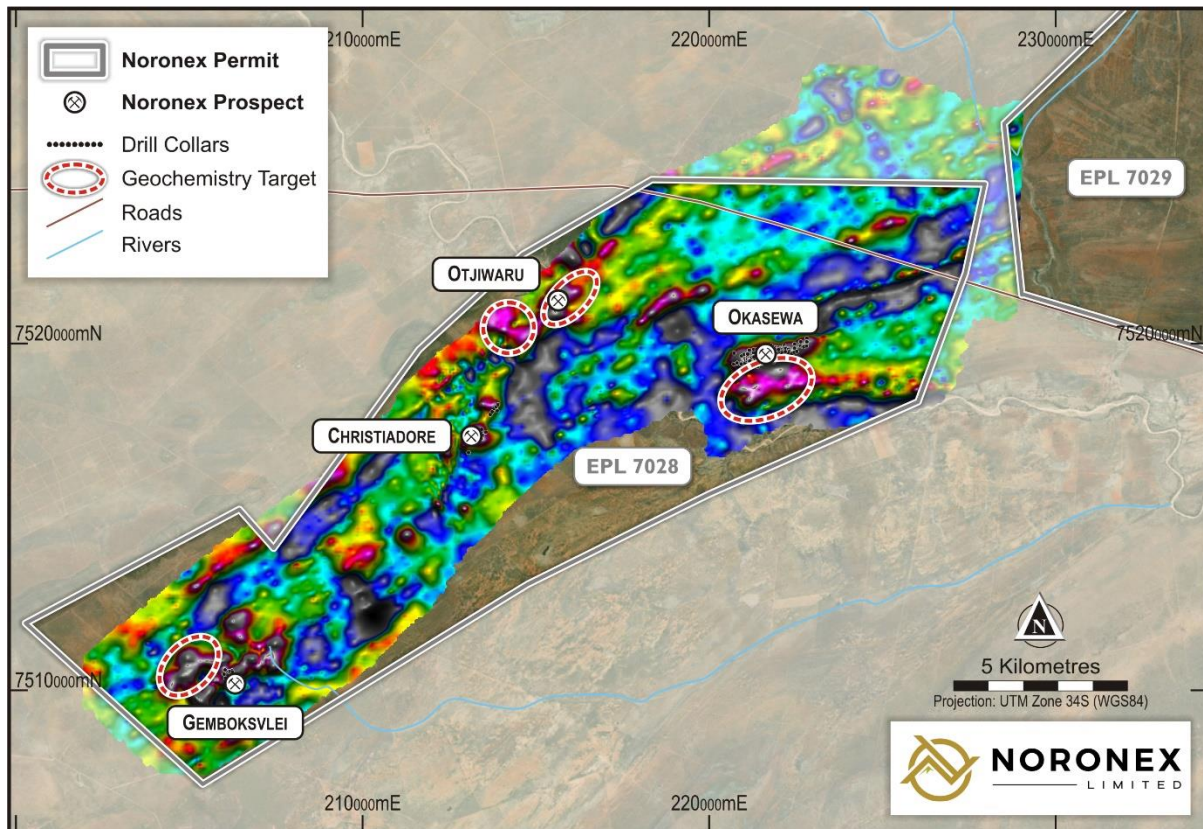 210000mE
220000mE
230000mE
Noronex Permit
Noronex Prospect
Drill Collars
Geochemistry Target
Roads
Rivers
EPL 7029
OTJIWARU
OKASEWA
7520000mN
7520000mN
CHRISTIADORE
EPL 7028
N
5 Kilometres
Projection: UTM Zone 34S (WGS84)
7510000mN
GEMBOKSVLEI
NORONEX
LIMITED
210000mE
220000mE